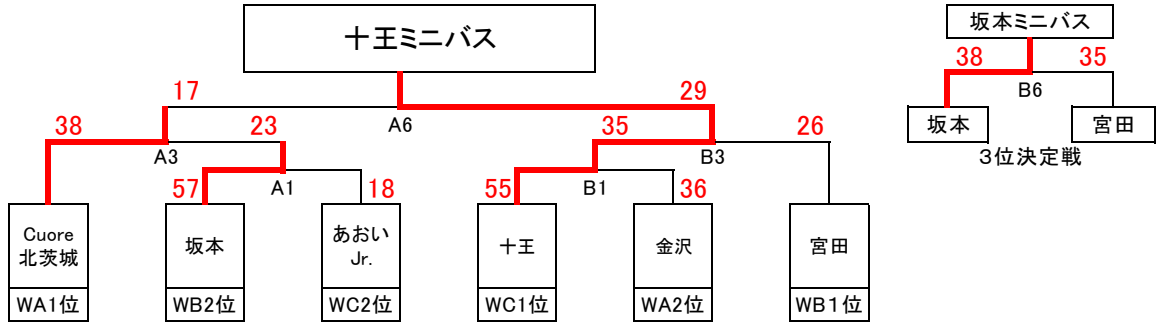 十王ミニバス
坂本ミニバス
17
29
38
35
A6
B6
38
23
35
26
坂本
宮田
A3
B3
3位決定戦
57
18
55
36
A1
B1
Cuore
北茨城
坂本
あおい
Jr.
十王
金沢
宮田
WA1位
WB2位
WC2位
WC1位
WA2位
WB1位